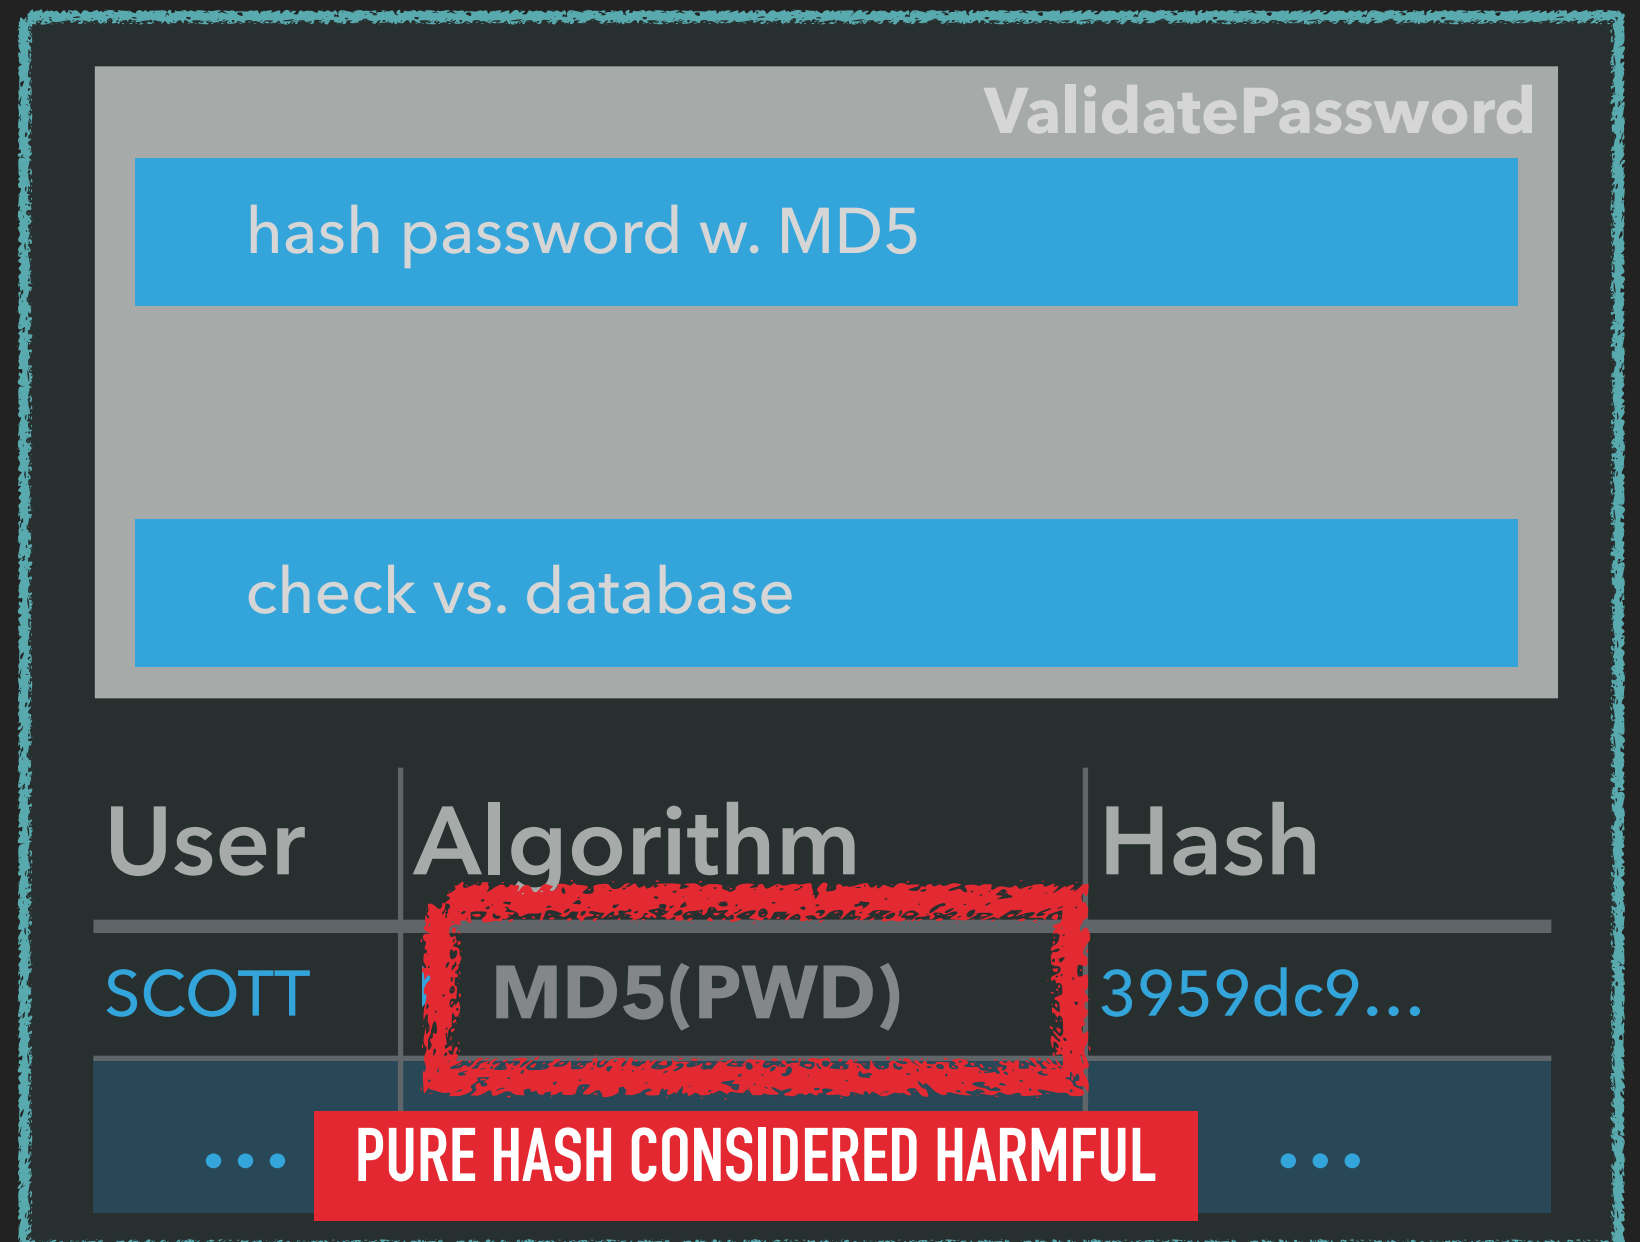 ValidatePassword
hash password w. MD5
check vs. database
User Algorithm Hash
SCOTT MD5(PWD) 3959dc9...
... ...
PURE HASH CONSIDERED HARMFUL